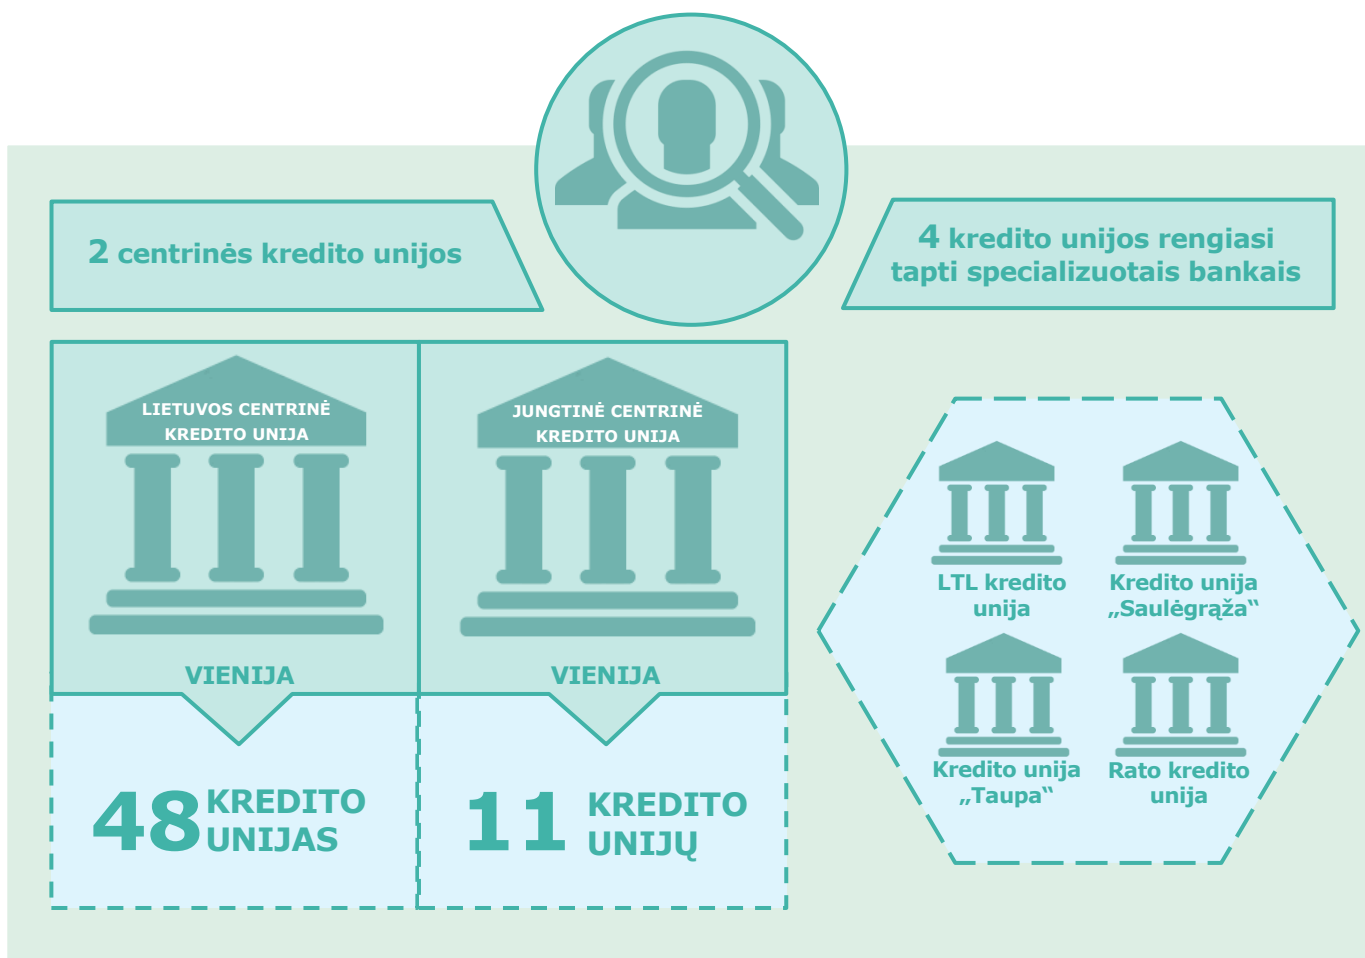 2 centrinės kredito unijos
4 kredito unijos rengiasi
tapti specializuotais bankais
LIETUVOS CENTRINĖ
KREDITO UNIJA
VIENIJA
48 KREDITO
UNIJAS
JUNGTINĖ CENTRINĖ
KREDITO UNIJA
VIENIJA
11 KREDITO
UNIJŲ
LTL kredito
unija
Kredito unija
„Saulėgrąža“
Kredito unija
„Taupa“
Rato kredito
unija